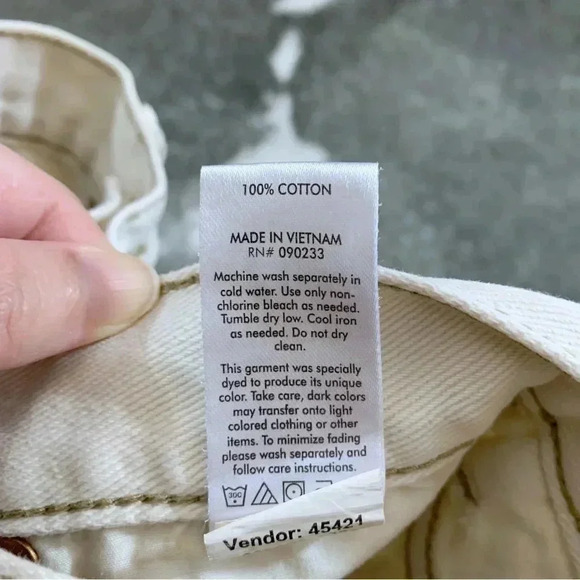 100% COTTON
MADE IN VIETNAM
RN# 090233
Machine wash separately in
cold water. Use only non-
chlorine bleach as needed.
Tumble dry low. Cool iron
as needed. Do not dry
clean.
This garment was specially
dyed to produce its unique
color. Take care, dark colors
may transfer onto light
colored clothing or other
items. To minimize fading
please wash separately and
follow care instructions.
30C
Vendor: 45421